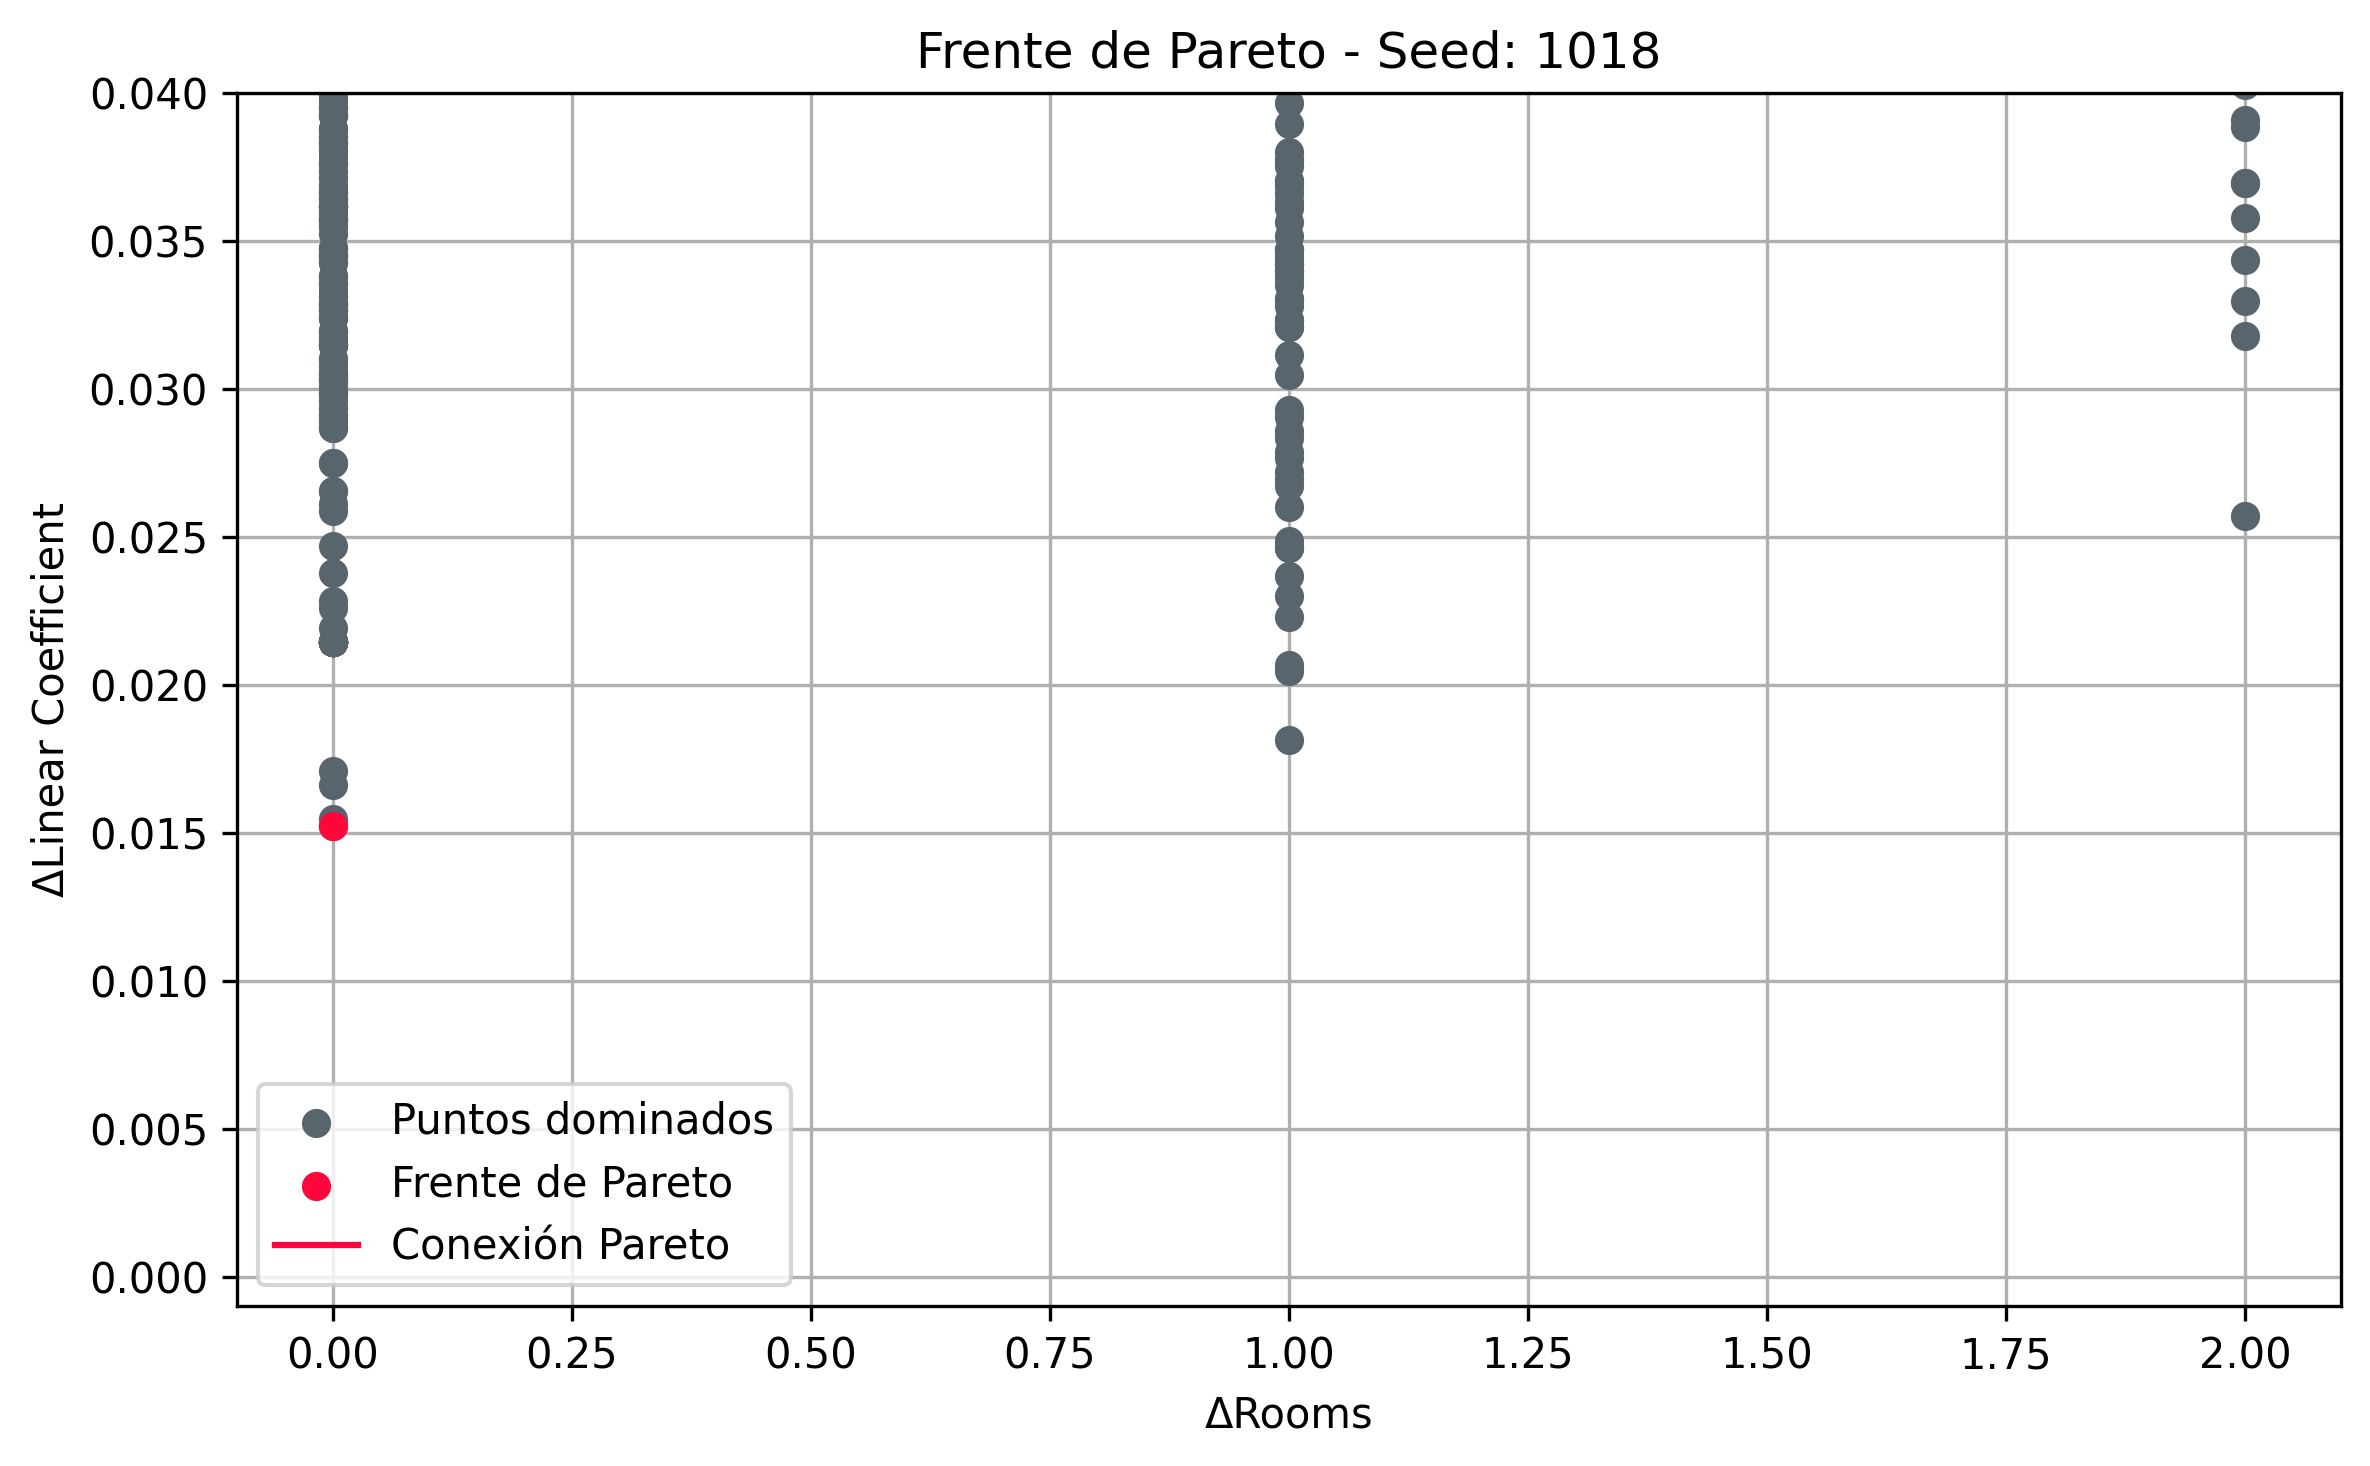 Frente de Pareto - Seed: 1018
0.040
0.035
0.030
0.025
0.020
0.015
0.010
0.005
0.000
ΔLinear Coefficient
Puntos dominados
Frente de Pareto
Conexión Pareto
0.00 0.25 0.50 0.75 1.00 1.25 1.50 1.75 2.00
ΔRooms